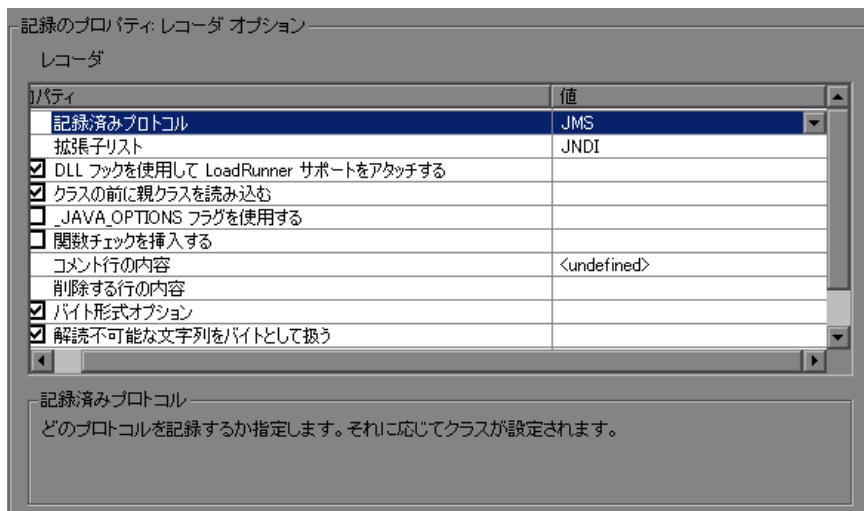 記録のプロパティ: レコーダ オプション
レコーダ
パティ 値
記録済みプロトコル JMS
拡張子リスト JNDI
DLL フックを使用して LoadRunner サポートをアタッチする
クラスの前に親クラスを読み込む
_JAVA_OPTIONS フラグを使用する
関数チェックを挿入する
コメント行の内容 <undefined>
削除する行の内容
バイト形式オプション
解読不可能な文字列をバイトとして扱う
記録済みプロトコル
どのプロトコルを記録するか指定します。それに応じてクラスが設定されます。